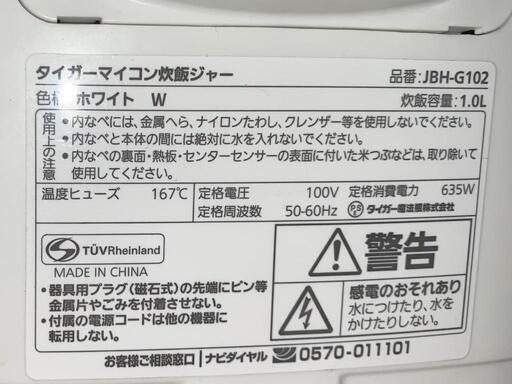 タイガーマイコン炊飯ジャー 品番:JBH-G102
色柄 ホワイト W 炊飯容量:1.0L
使用上の注意
•内なべには、金属へら、ナイロンたわし、クレンザー等を使用しないでください。
•内なべと本体の間には絶対に水を入れないでください。
•内なべの裏面・熱板・センターセンサーの表面に付いた米つぶなどは、取り除いて
使用してください。
温度ヒューズ 167℃ 定格電圧 100V 定格消費電力 635W
定格周波数 50-60Hz PSE タイガー魔法瓶株式会社
TÜVRheinland
MADE IN CHINA
•器具用プラグ(磁石式)の先端にピン等
金属片やごみを付着させない。
•付属の電源コードは他の機器に
転用しない。
警告
感電のおそれあり
水につけたり、水を
かけたりしない。
お客様ご相談窓口 ナビダイヤル 0570-011101